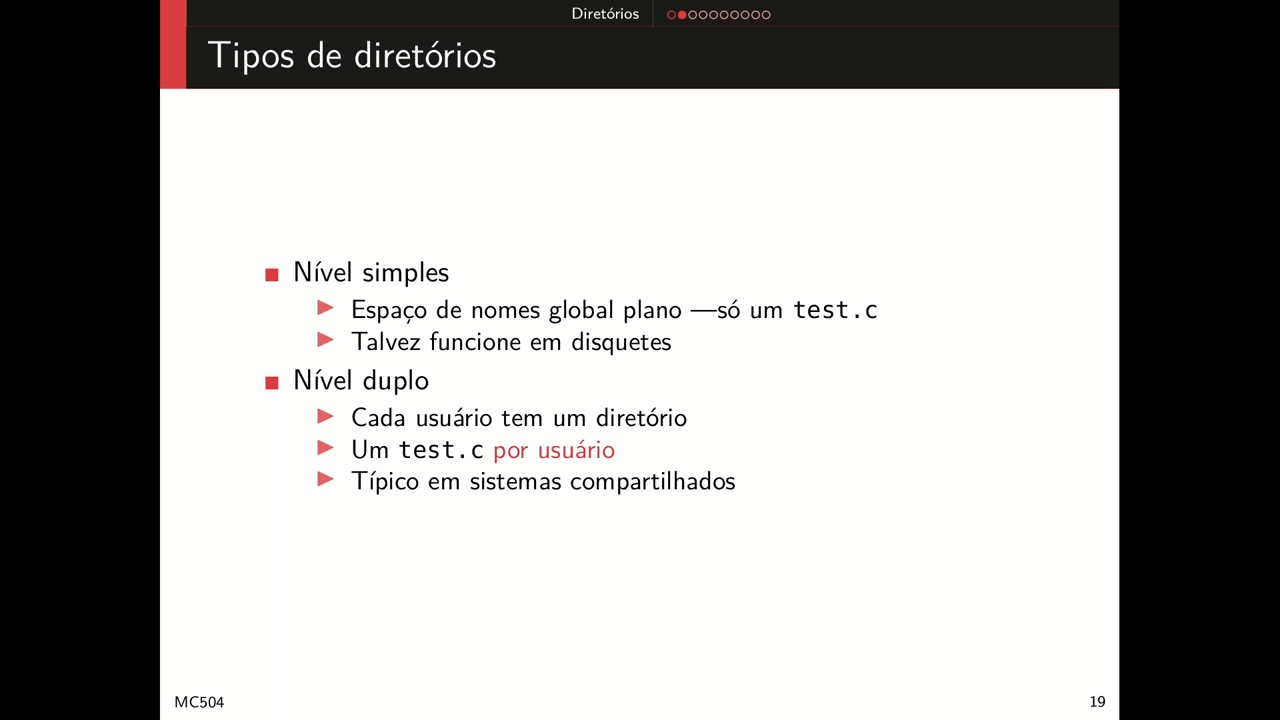 Diretórios
Tipos de diretórios
Nível simples
Espaço de nomes global plano —só um test.c
Talvez funcione em disquetes
Nível duplo
Cada usuário tem um diretório
Um test.c por usuário
Típico em sistemas compartilhados
MC504
19